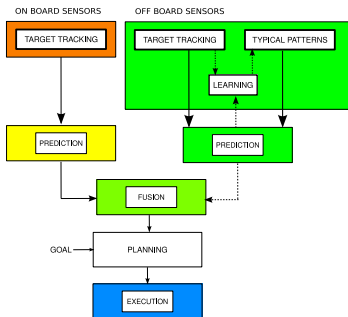 ON BOARD SENSORS
OFF BOARD SENSORS
TARGET TRACKING
TARGET TRACKING
TYPICAL PATTERNS
LEARNING
PREDICTION
PREDICTION
FUSION
GOAL
PLANNING
EXECUTION